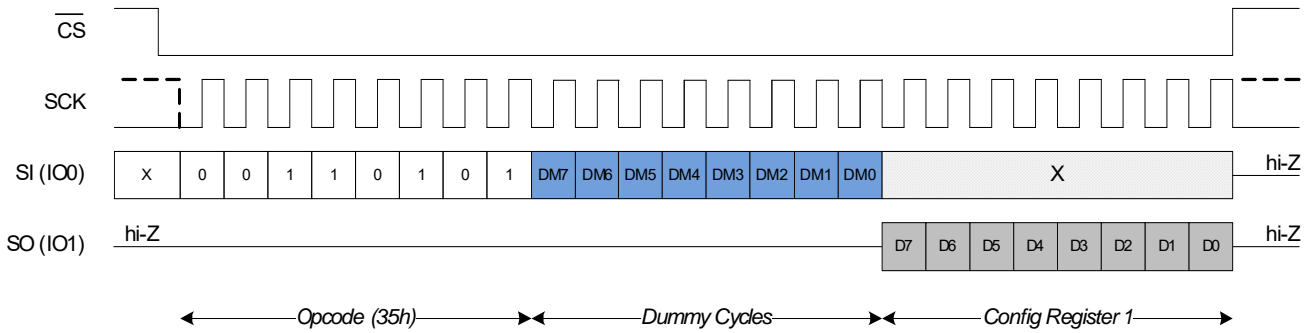 CS
SCK
SI (IO0) X 0 0 1 1 0 1 0 1 DM7 DM6 DM5 DM4 DM3 DM2 DM1 DM0 X hi-Z
SO (IO1) hi-Z D7 D6 D5 D4 D3 D2 D1 D0 hi-Z
Opcode (35h) Dummy Cycles Config Register 1